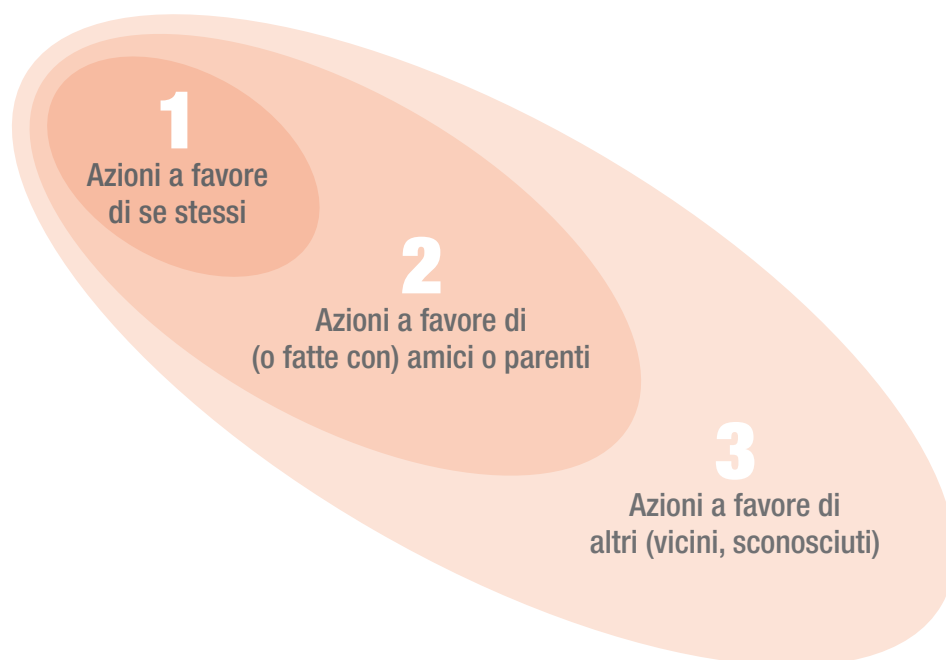 1
Azioni a favore
di se stessi
2
Azioni a favore di
(o fatte con) amici o parenti
3
Azioni a favore di
altri (vicini, sconosciuti)